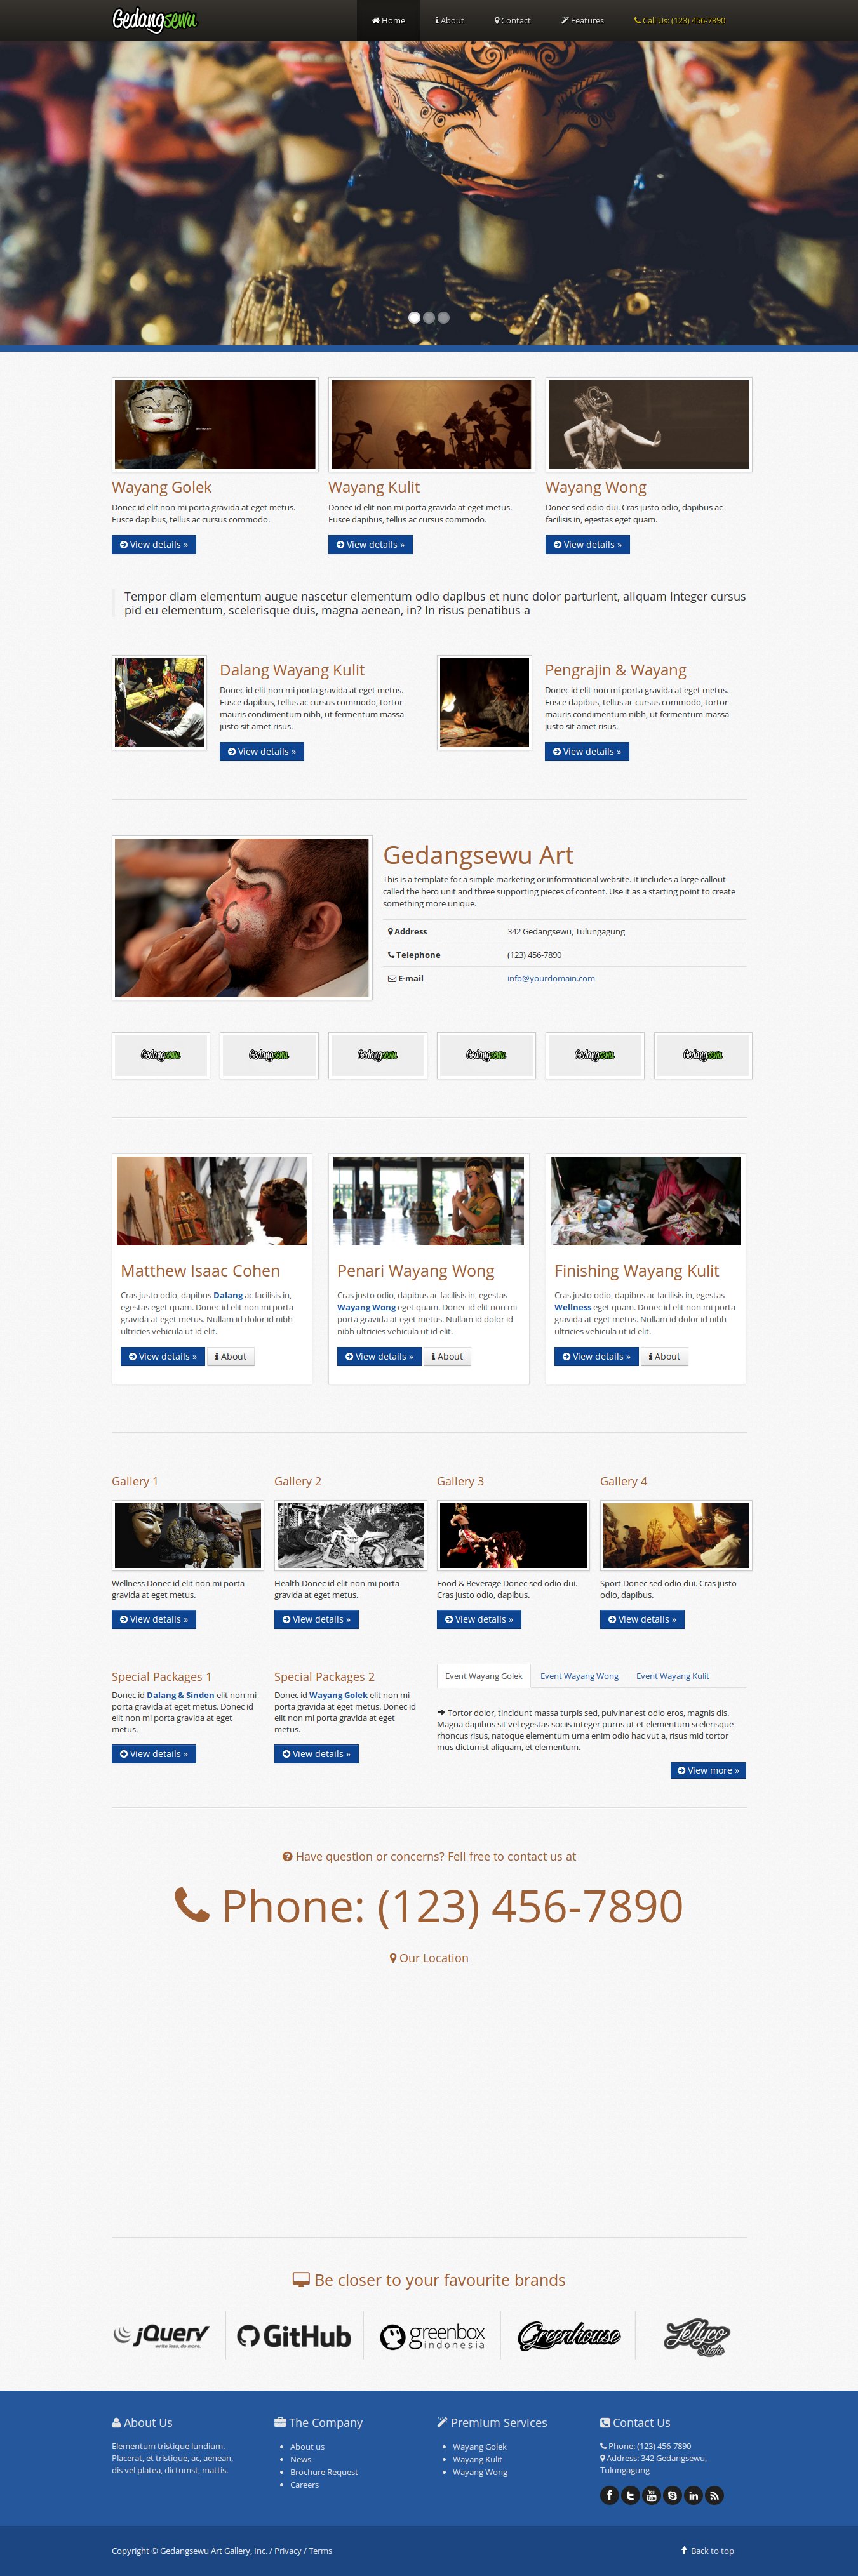 Gedangsewu
Home
About
Contact
Features
Call Us: (123) 456-7890
Wayang Golek
Donec id elit non mi porta gravida at eget metus.
Fusce dapibus, tellus ac cursus commodo.
View details »
Wayang Kulit
Donec id elit non mi porta gravida at eget metus.
Fusce dapibus, tellus ac cursus commodo.
View details »
Wayang Wong
Donec sed odio dui. Cras justo odio, dapibus ac
facilisis in, egestas eget quam.
View details »
Tempor diam elementum augue nascetur elementum odio dapibus et nunc dolor parturient, aliquam integer cursus
pid eu elementum, scelerisque duis, magna aenean, in? In risus penatibus a
Dalang Wayang Kulit
Donec id elit non mi porta gravida at eget metus.
Fusce dapibus, tellus ac cursus commodo, tortor
mauris condimentum nibh, ut fermentum massa
justo sit amet risus.
View details »
Pengrajin & Wayang
Donec id elit non mi porta gravida at eget metus.
Fusce dapibus, tellus ac cursus commodo, tortor
mauris condimentum nibh, ut fermentum massa
justo sit amet risus.
View details »
Gedangsewu Art
This is a template for a simple marketing or informational website. It includes a large callout
called the hero unit and three supporting pieces of content. Use it as a starting point to create
something more unique.
Address 342 Gedangsewu, Tulungagung
Telephone (123) 456-7890
E-mail info@yourdomain.com
Gedangsewu
Gedangsewu
Gedangsewu
Gedangsewu
Gedangsewu
Gedangsewu
Matthew Isaac Cohen
Cras justo odio, dapibus Dalang ac facilisis in,
egestas eget quam. Donec id elit non mi porta
gravida at eget metus. Nullam id dolor id nibh
ultricies vehicula ut id elit.
View details » About
Penari Wayang Wong
Cras justo odio, dapibus ac facilisis in, egestas
Wayang Wong eget quam. Donec id elit non mi
porta gravida at eget metus. Nullam id dolor id
nibh ultricies vehicula ut id elit.
View details » About
Finishing Wayang Kulit
Cras justo odio, dapibus ac facilisis in, egestas
Wellness eget quam. Donec id elit non mi porta
gravida at eget metus. Nullam id dolor id nibh
ultricies vehicula ut id elit.
View details » About
Gallery 1
Wellness Donec id elit non mi porta
gravida at eget metus.
View details »
Gallery 2
Health Donec id elit non mi porta
gravida at eget metus.
View details »
Gallery 3
Food & Beverage Donec sed odio dui.
Cras justo odio, dapibus.
View details »
Gallery 4
Sport Donec sed odio dui. Cras justo
odio, dapibus.
View details »
Special Packages 1
Donec id Dalang & Sinden elit non mi
porta gravida at eget metus. Donec id
elit non mi porta gravida at eget
metus.
View details »
Special Packages 2
Donec id Wayang Golek elit non mi
porta gravida at eget metus. Donec id
elit non mi porta gravida at eget
metus.
View details »
Event Wayang Golek
Event Wayang Wong
Event Wayang Kulit
Tortor dolor, tincidunt massa turpis sed, pulvinar est odio eros, magnis dis.
Magna dapibus sit vel egestas sociis integer purus ut et elementum scelerisque
rhoncus risus, natoque elementum urna enim odio hac vut a, risus mid tortor
mus dictumst aliquam, et elementum.
View more »
Have question or concerns? Fell free to contact us at
Phone: (123) 456-7890
Our Location
Be closer to your favourite brands
jQuery
write less. do more.
GitHub
greenbox
indonesia
Greenhouse
Jellyco
About Us
Elementum tristique lundium.
Placerat, et tristique, ac, aenean,
dis vel platea, dictumst, mattis.
The Company
About us
News
Brochure Request
Careers
Premium Services
Wayang Golek
Wayang Kulit
Wayang Wong
Contact Us
Phone: (123) 456-7890
Address: 342 Gedangsewu,
Tulungagung
Copyright © Gedangsewu Art Gallery, Inc. / Privacy / Terms
Back to top